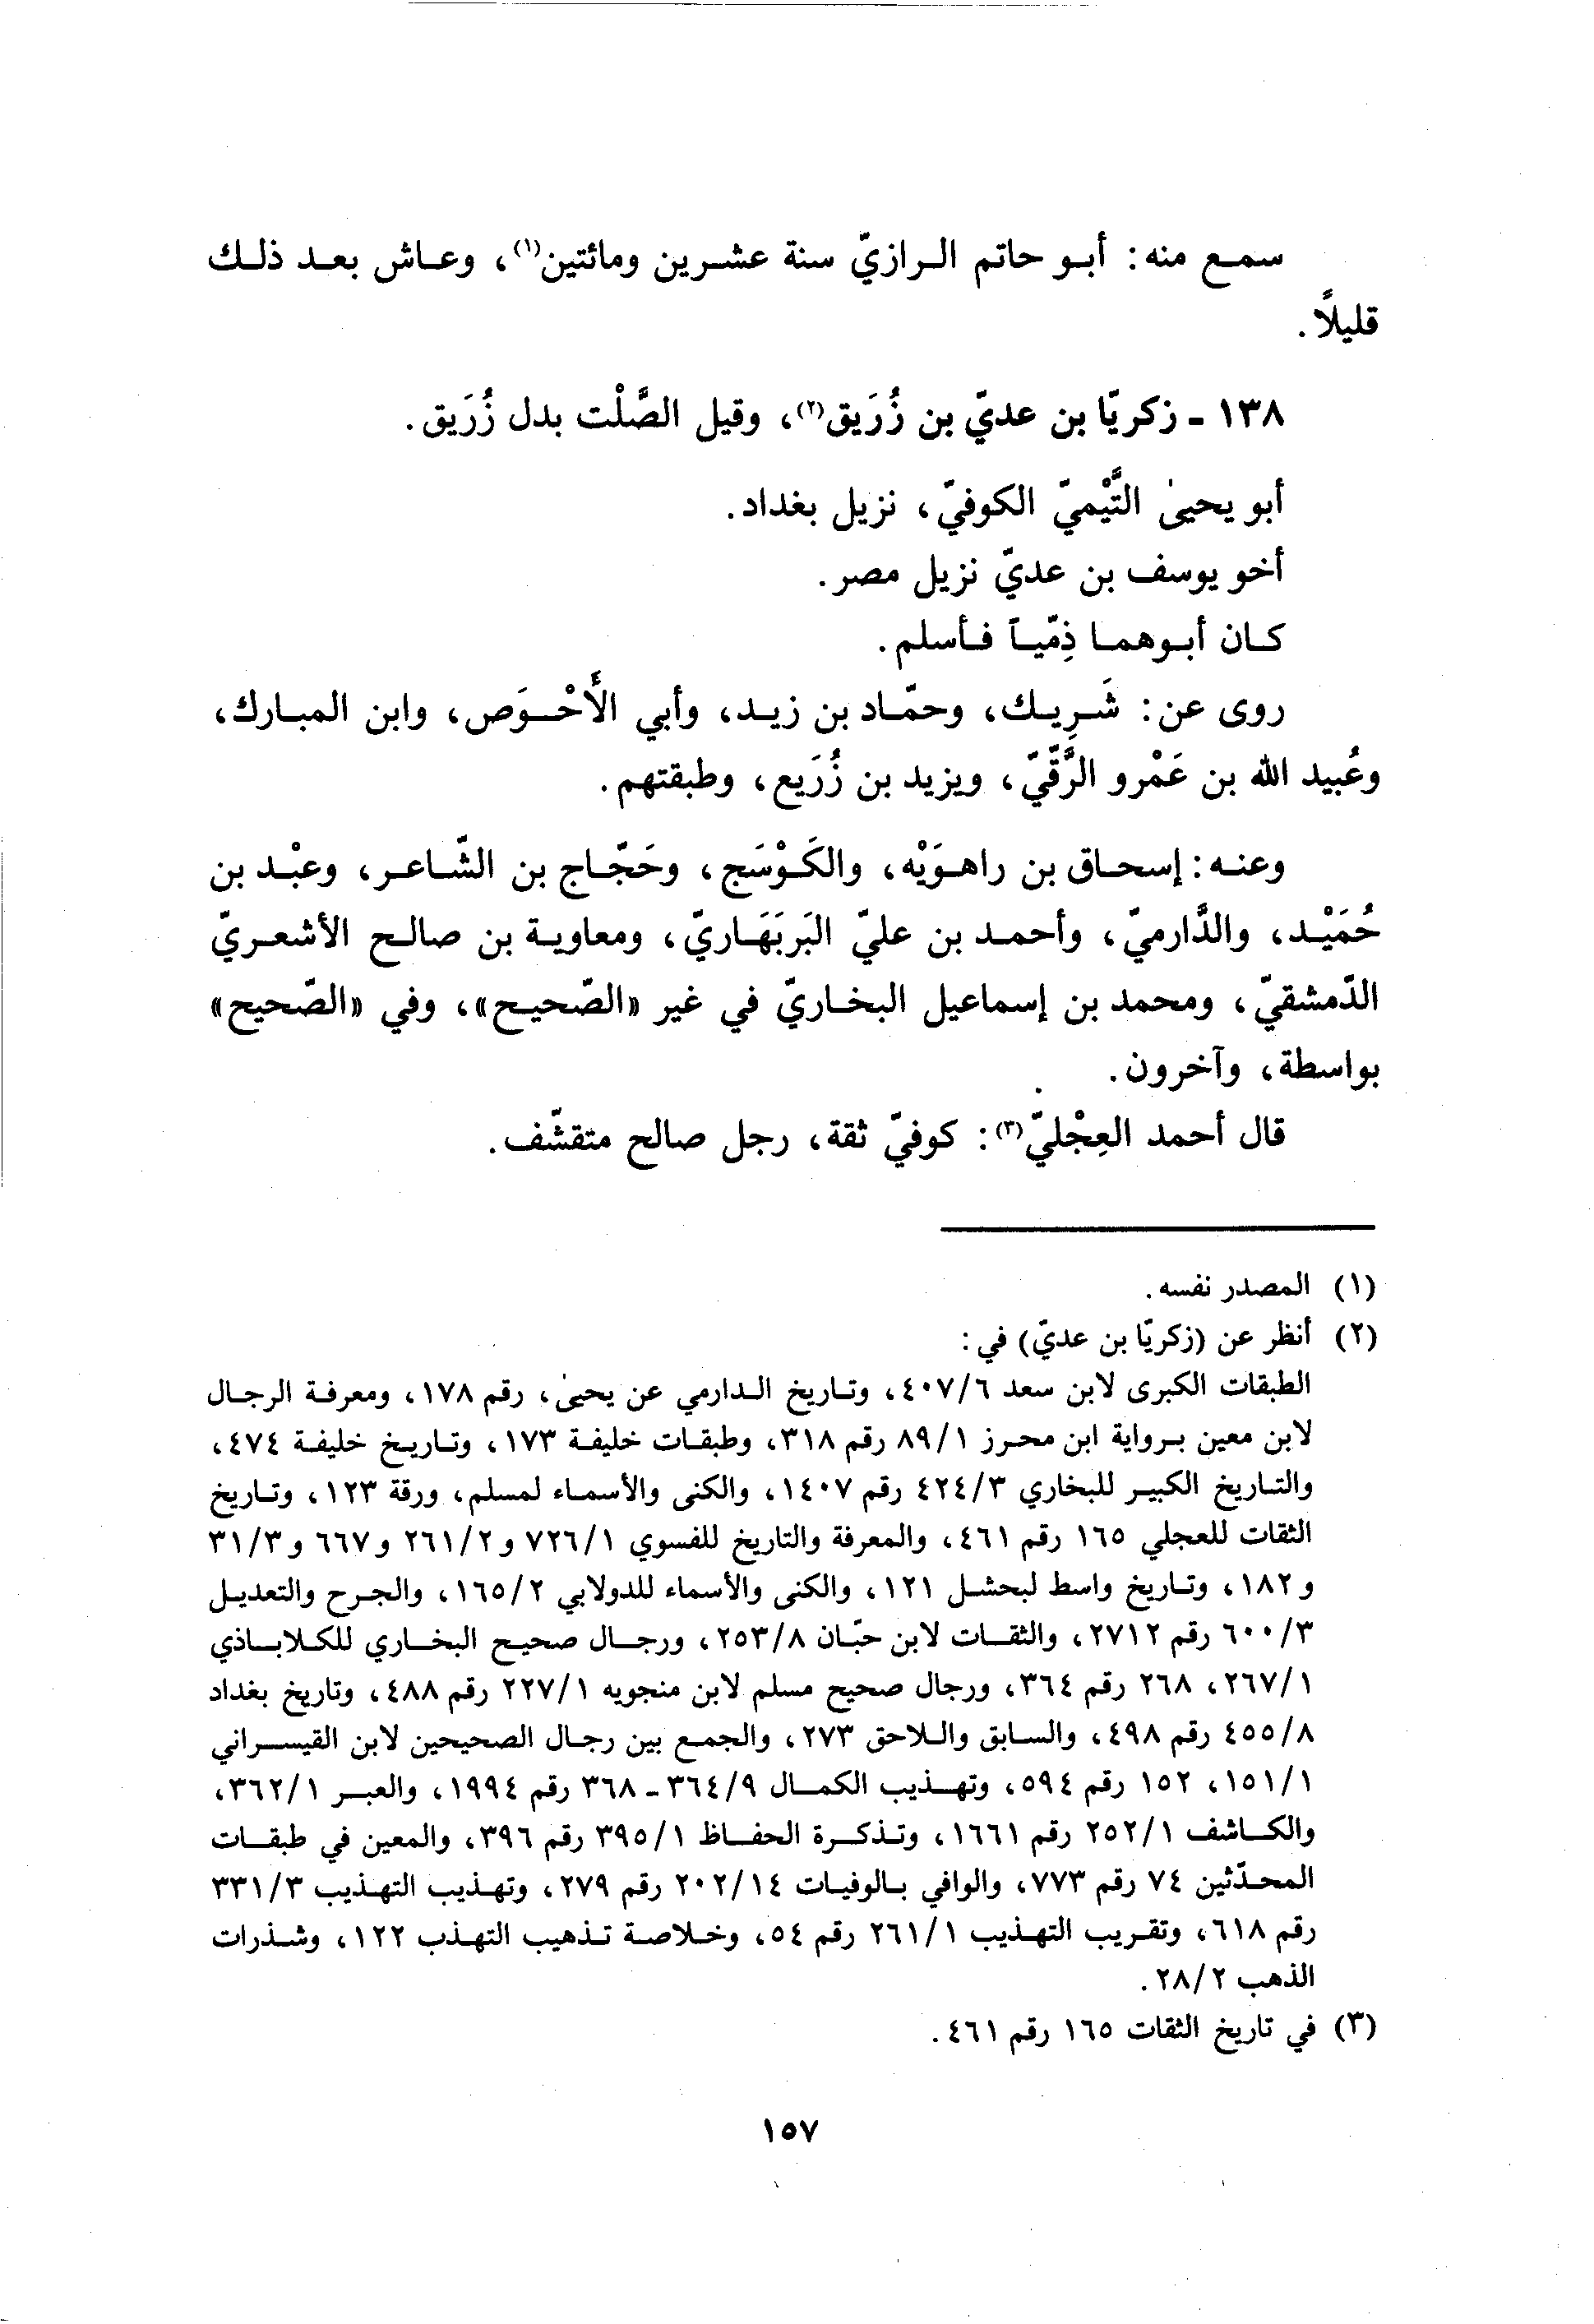 سمع منه: أبو حاتم الرازيّ سنة عشرين ومائتين(١)، وعاش بعد ذلك
قليلاً.
١٣٨ - زكريّا بن عديّ بن زُرَيق(٢)، وقيل الصَّلْت بدل زُرَيق.
أبو يحيىٰ التَّيْميّ الكوفيّ، نزيل بغداد.
أخو يوسف بن عديّ نزيل مصر.
كان أبوهما ذِمّياً فأسلم.
روى عن: شَرِيك، وحمّاد بن زيد، وأبي الأَحْوَص، وابن المبارك،
وعُبيد الله بن عَمْرو الرَّقّيّ، ويزيد بن زُرَيع، وطبقتهم.
وعنه: إسحاق بن راهوَيْه، والكَوْسَج، وحَجّاج بن الشّاعر، وعبْد بن
حُمَيْد، والدَّارميّ، وأحمد بن عليّ البَربَهَاريّ، ومعاوية بن صالح الأشعريّ
الدّمشقيّ، ومحمد بن إسماعيل البخاريّ في غير «الصّحيح»، وفي «الصّحيح»
بواسطة، وآخرون.
قال أحمد العِجْليّ(٣): كوفيّ ثقة، رجل صالح متقشّف.
(١) المصدر نفسه.
(٢) أنظر عن (زكريّا بن عديّ) في:
الطبقات الكبرى لابن سعد ٤٠٧/٦، وتاريخ الدارمي عن يحيىٰ، رقم ١٧٨، ومعرفة الرجال
لابن معين برواية ابن محرز ٨٩/١ رقم ٣١٨، وطبقات خليفة ١٧٣، وتاريخ خليفة ٤٧٤،
والتاريخ الكبير للبخاري ٤٢٤/٣ رقم ١٤٠٧، والكنى والأسماء لمسلم، ورقة ١٢٣، وتاريخ
الثقات للعجلي ١٦٥ رقم ٤٦١، والمعرفة والتاريخ للفسوي ٧٢٦/١ و٢٦١/٢ و٦٦٧ و٣١/٣
و١٨٢، وتاريخ واسط لبحشل ١٢١، والكنى والأسماء للدولابي ١٦٥/٢، والجرح والتعديل
٦٠٠/٣ رقم ٢٧١٢، والثقات لابن حبّان ٢٥٣/٨، ورجال صحيح البخاري للكلاباذي
٢٦٧/١، ٢٦٨ رقم ٣٦٤، ورجال صحيح مسلم لابن منجويه ٢٢٧/١ رقم ٤٨٨، وتاريخ بغداد
٤٥٥/٨ رقم ٤٩٨، والسابق واللاحق ٢٧٣، والجمع بين رجال الصحيحين لابن القيسراني
١٥١/١، ١٥٢ رقم ٥٩٤، وتهذيب الكمال ٣٦٤/٩ - ٣٦٨ رقم ١٩٩٤، والعبر ٣٦٢/١،
والكاشف ٢٥٢/١ رقم ١٦٦١، وتذكرة الحفاظ ٣٩٥/١ رقم ٣٩٦، والمعين في طبقات
المحدّثين ٧٤ رقم ٧٧٣، والوافي بالوفيات ٢٠٢/١٤ رقم ٢٧٩، وتهذيب التهذيب ٣٣١/٣
رقم ٦١٨، وتقريب التهذيب ٢٦١/١ رقم ٥٤، وخلاصة تذهيب التهذب ١٢٢، وشذرات
الذهب ٢٨/٢.
(٣) في تاريخ الثقات ١٦٥ رقم ٤٦١.
١٥٧